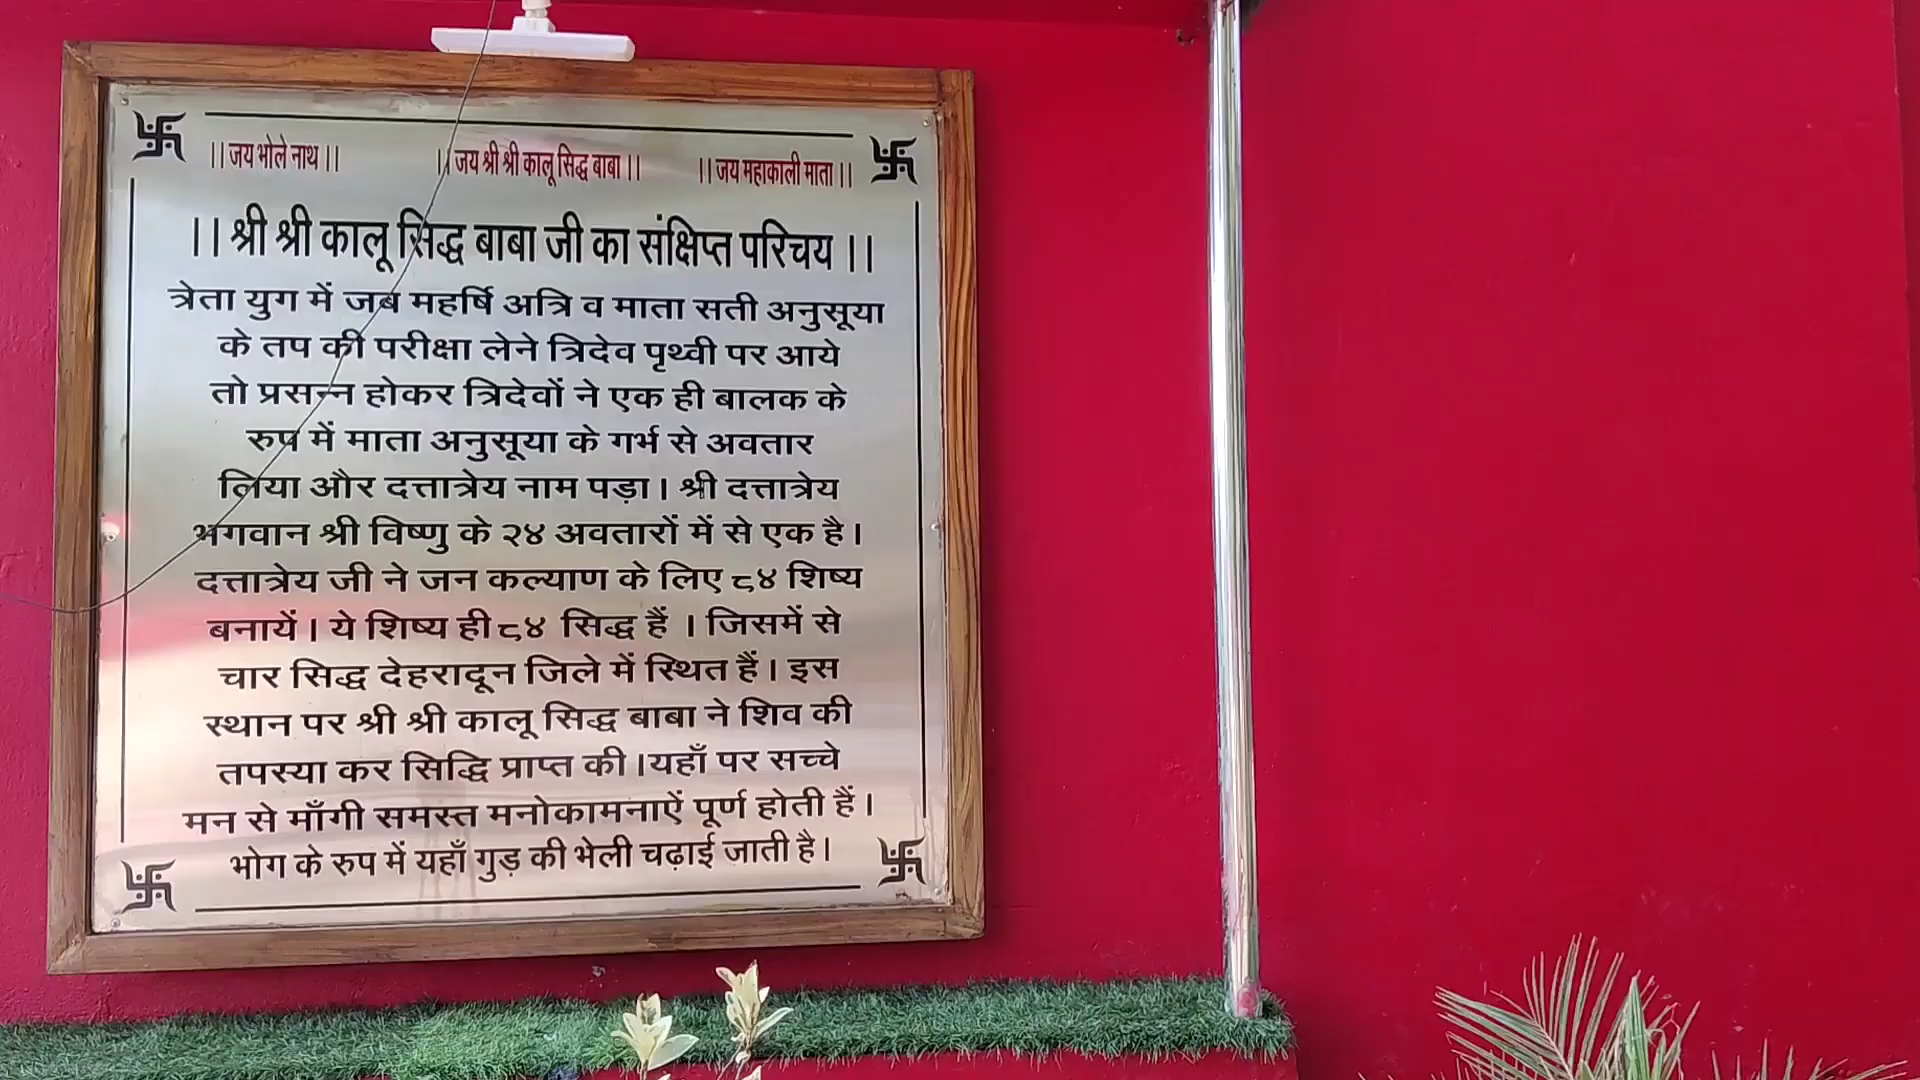 ।। जय भोले नाथ ।। ।। जय श्री श्री कालू सिद्ध बाबा ।। ।। जय महाकाली माता ।।
।। श्री श्री कालू सिद्ध बाबा जी का संक्षिप्त परिचय ।।
त्रेता युग में जब महर्षि अत्रि व माता सती अनुसूया
के तप की परीक्षा लेने त्रिदेव पृथ्वी पर आये
तो प्रसन्न होकर त्रिदेवों ने एक ही बालक के
रुप में माता अनुसूया के गर्भ से अवतार
लिया और दत्तात्रेय नाम पड़ा। श्री दत्तात्रेय
भगवान श्री विष्णु के २४ अवतारों में से एक है।
दत्तात्रेय जी ने जन कल्याण के लिए ८४ शिष्य
बनायें। ये शिष्य ही ८४ सिद्ध हैं । जिसमें से
चार सिद्ध देहरादून जिले में स्थित हैं। इस
स्थान पर श्री श्री कालू सिद्ध बाबा ने शिव की
तपस्या कर सिद्धि प्राप्त की ।यहाँ पर सच्चे
मन से माँगी समस्त मनोकामनाऐं पूर्ण होती हैं।
भोग के रुप में यहाँ गुड़ की भेली चढ़ाई जाती है।